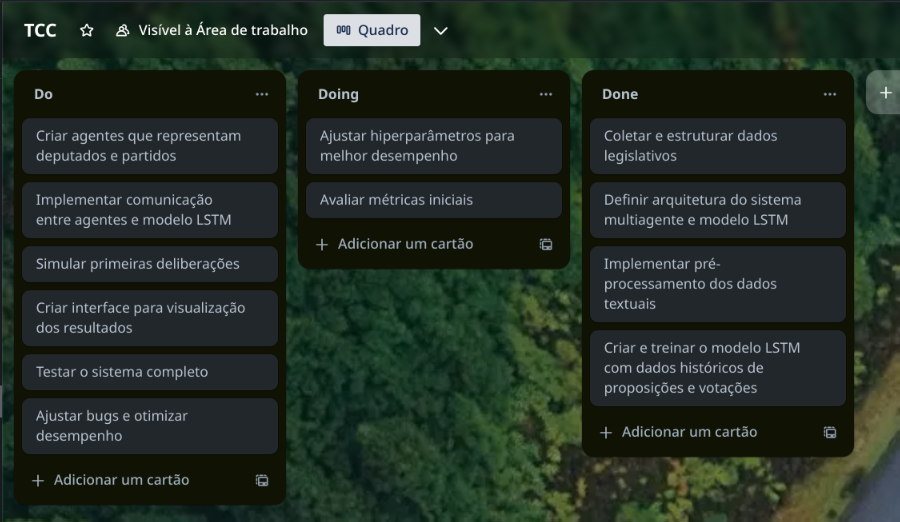 TCC
Visível à Área de trabalho
Quadro
Do
Criar agentes que representam
deputados e partidos
Implementar comunicação
entre agentes e modelo LSTM
Simular primeiras deliberações
Criar interface para visualização
dos resultados
Testar o sistema completo
Ajustar bugs e otimizar
desempenho
+ Adicionar um cartão
Doing
Ajustar hiperparâmetros para
melhor desempenho
Avaliar métricas iniciais
+ Adicionar um cartão
Done
Coletar e estruturar dados
legislativos
Definir arquitetura do sistema
multiagente e modelo LSTM
Implementar pré-
processamento dos dados
textuais
Criar e treinar o modelo LSTM
com dados históricos de
proposições e votações
+ Adicionar um cartão